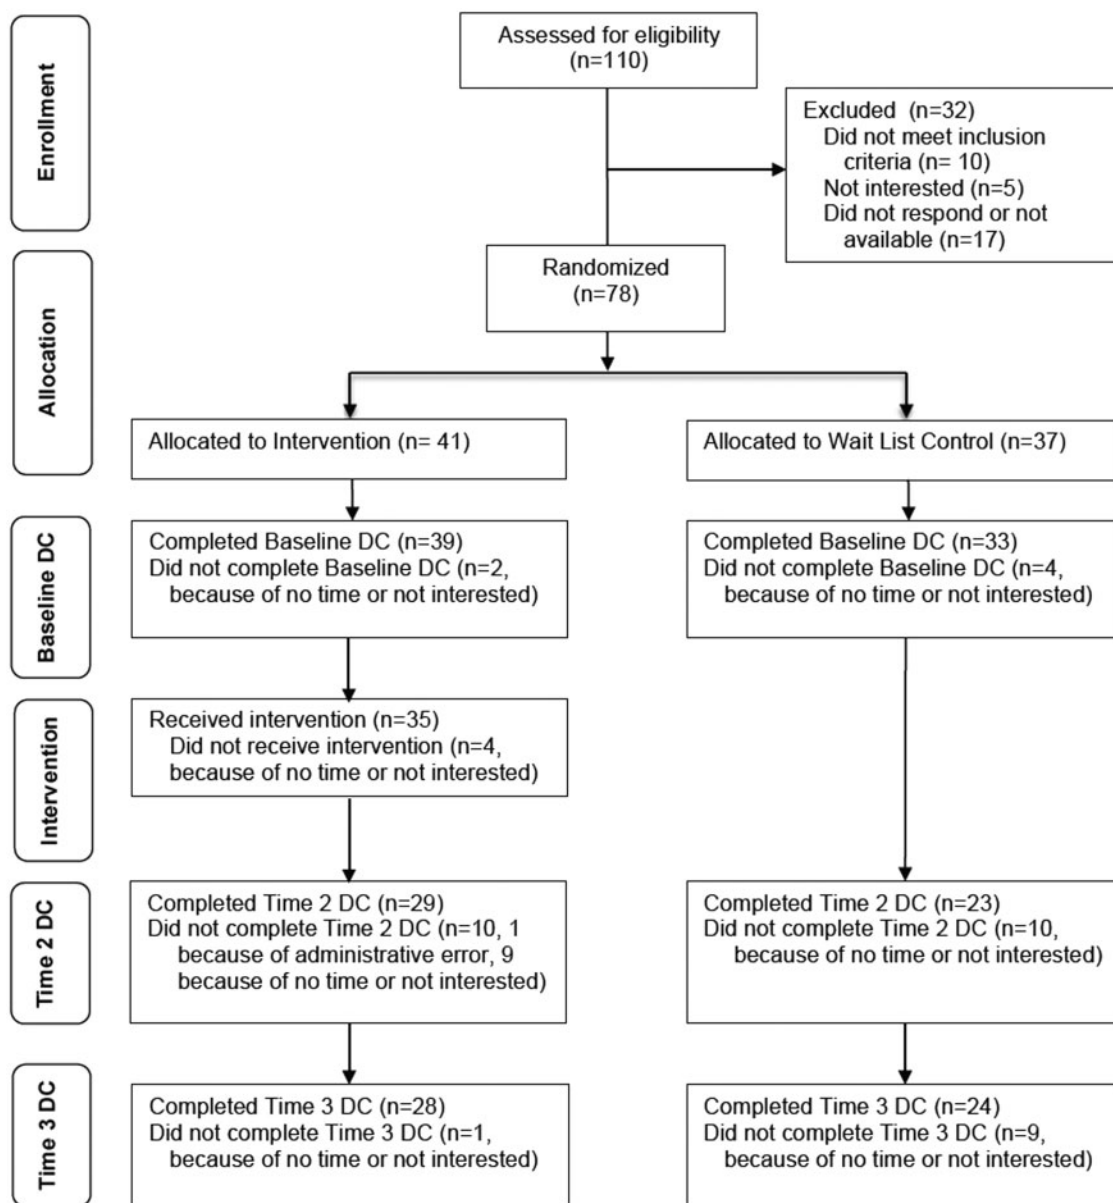 Enrollment
Assessed for eligibility
(n=110)
Excluded (n=32)
Did not meet inclusion
criteria (n= 10)
Not interested (n=5)
Did not respond or not
available (n=17)
Allocation
Randomized
(n=78)
Allocated to Intervention (n= 41)
Allocated to Wait List Control (n=37)
Baseline DC
Completed Baseline DC (n=39)
Did not complete Baseline DC (n=2,
because of no time or not interested)
Completed Baseline DC (n=33)
Did not complete Baseline DC (n=4,
because of no time or not interested)
Intervention
Received intervention (n=35)
Did not receive intervention (n=4,
because of no time or not interested)
Time 2 DC
Completed Time 2 DC (n=29)
Did not complete Time 2 DC (n=10, 1
because of administrative error, 9
because of no time or not interested)
Completed Time 2 DC (n=23)
Did not complete Time 2 DC (n=10,
because of no time or not interested)
Time 3 DC
Completed Time 3 DC (n=28)
Did not complete Time 3 DC (n=1,
because of no time or not interested)
Completed Time 3 DC (n=24)
Did not complete Time 3 DC (n=9,
because of no time or not interested)